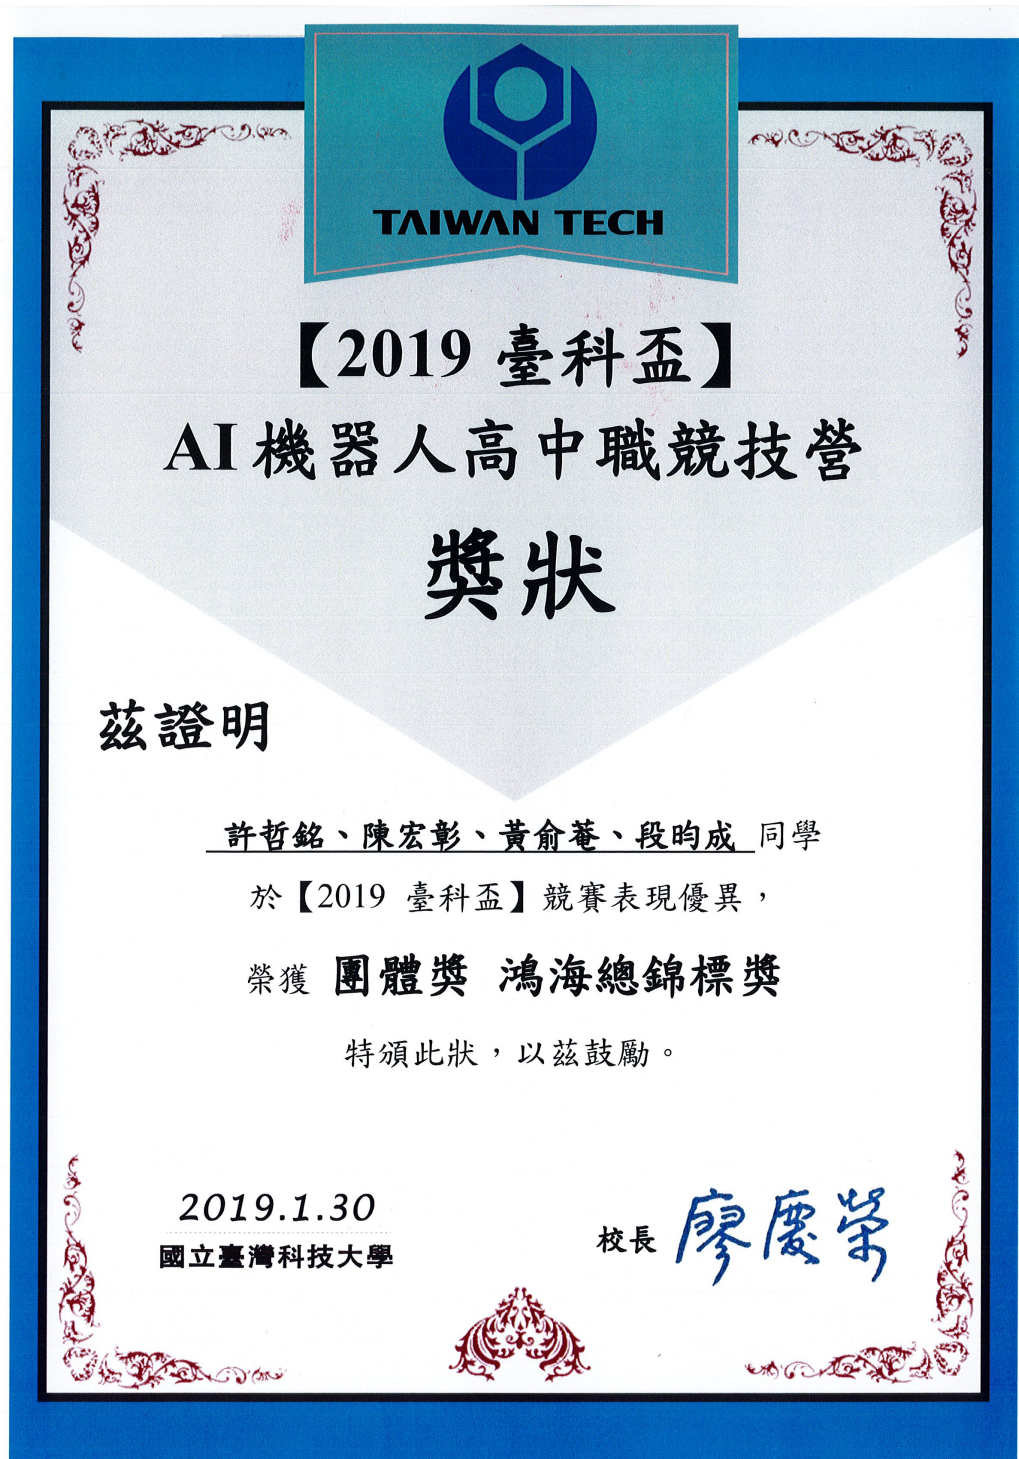 TAIWAN TECH
【2019 臺科盃】
AI機器人高中職競技營
獎狀
茲證明
許哲銘、陳宏彰、黃俞菴、段昀成 同學
於【2019 臺科盃】競賽表現優異，
榮獲 團體獎 鴻海總錦標獎
特頒此狀，以茲鼓勵。
2019.1.30
國立臺灣科技大學
校長 廖慶榮